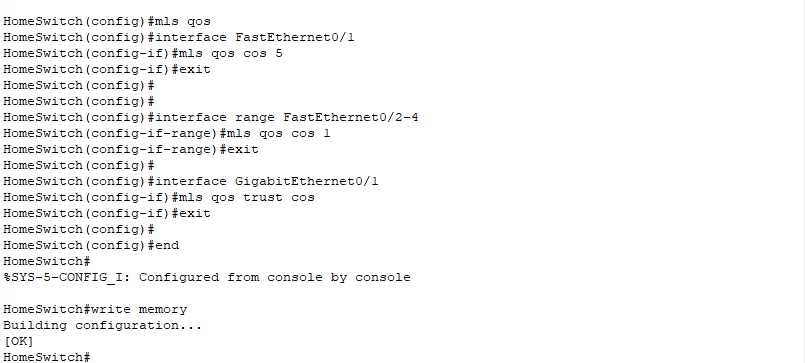 HomeSwitch(config)#mls qos
HomeSwitch(config)#interface FastEthernet0/1
HomeSwitch(config-if)#mls qos cos 5
HomeSwitch(config-if)#exit
HomeSwitch(config)#
HomeSwitch(config)#
HomeSwitch(config)#interface range FastEthernet0/2-4
HomeSwitch(config-if-range)#mls qos cos 1
HomeSwitch(config-if-range)#exit
HomeSwitch(config)#
HomeSwitch(config)#interface GigabitEthernet0/1
HomeSwitch(config-if)#mls qos trust cos
HomeSwitch(config-if)#exit
HomeSwitch(config)#
HomeSwitch(config)#end
HomeSwitch#
%SYS-5-CONFIG_I: Configured from console by console
HomeSwitch#write memory
Building configuration...
[OK]
HomeSwitch#